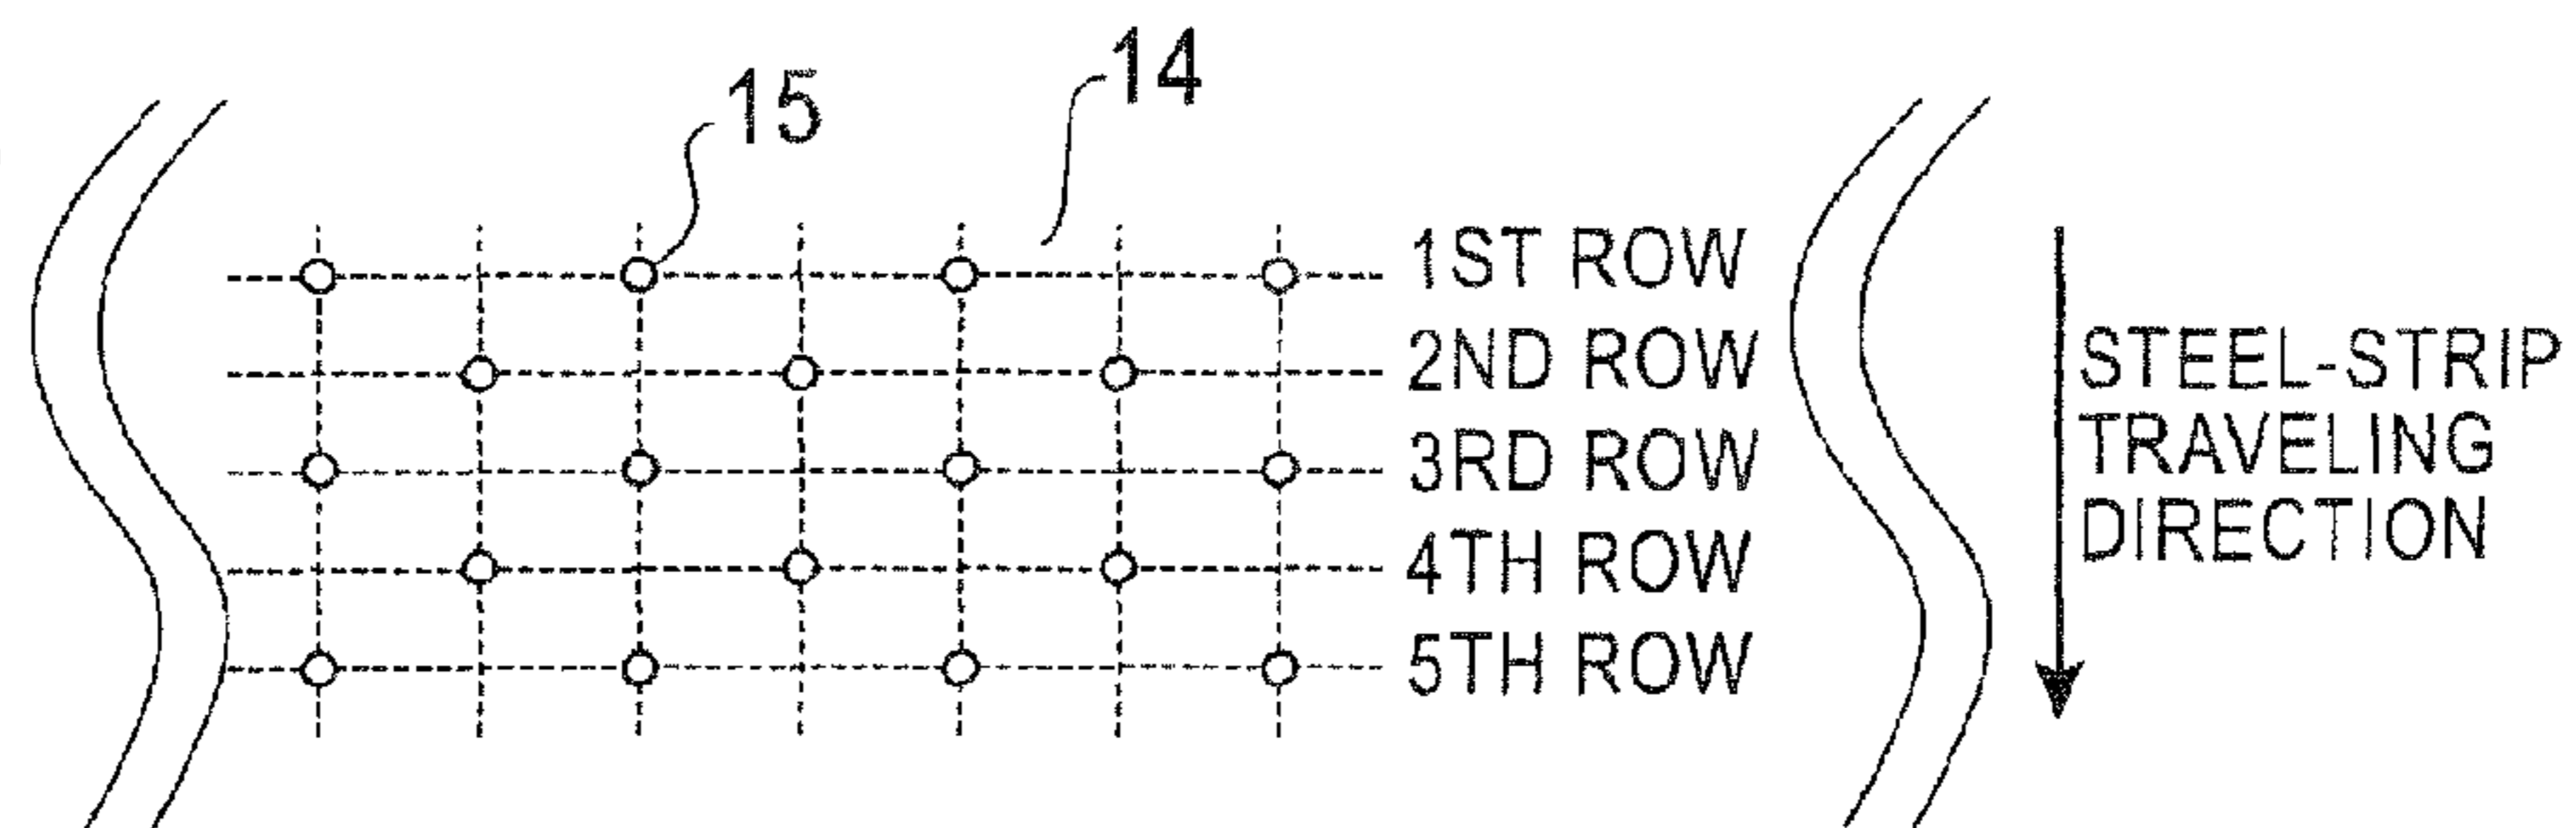 15
14
1ST ROW
2ND ROW
3RD ROW
4TH ROW
5TH ROW
STEEL-STRIP
TRAVELING
DIRECTION